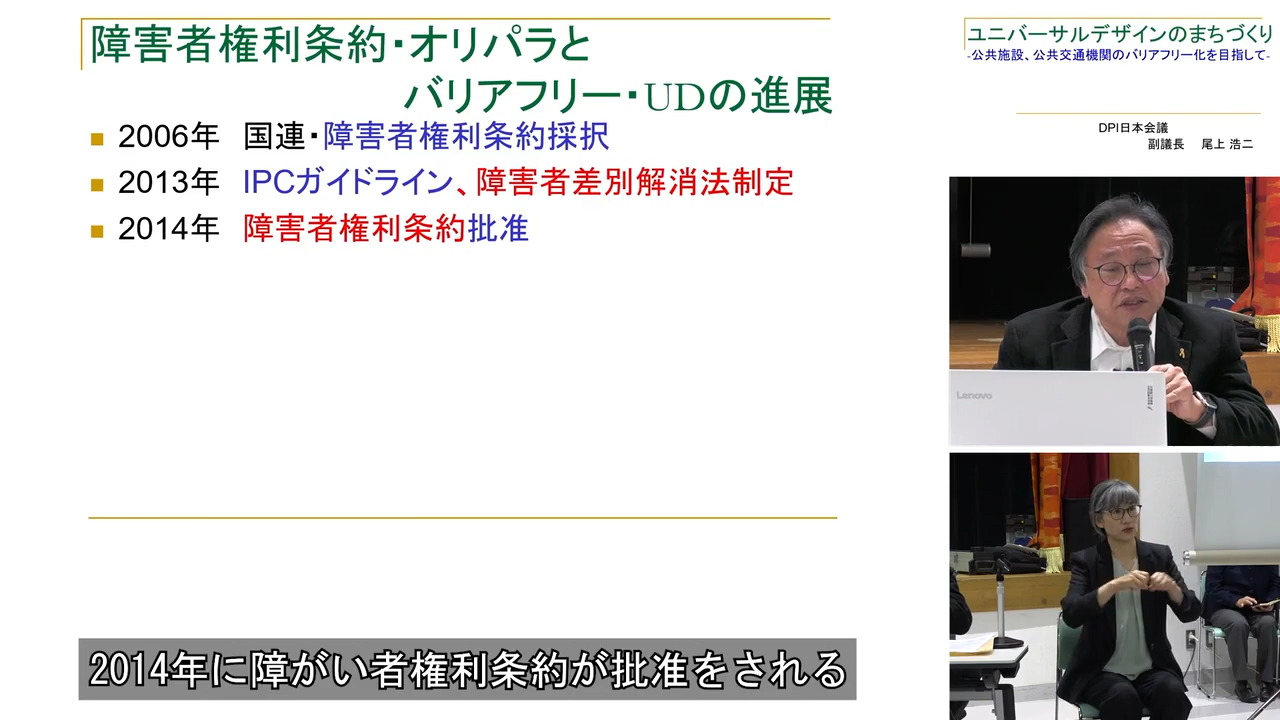 障害者権利条約・オリパラと
バリアフリー・UDの進展
■ 2006年 国連・障害者権利条約採択
■ 2013年 IPCガイドライン、障害者差別解消法制定
■ 2014年 障害者権利条約批准
2014年に障がい者権利条約が批准をされる
ユニバーサルデザインのまちづくり
-公共施設、公共交通機関のバリアフリー化を目指して-
DPI日本会議
副議長 尾上 浩二
Lenovo